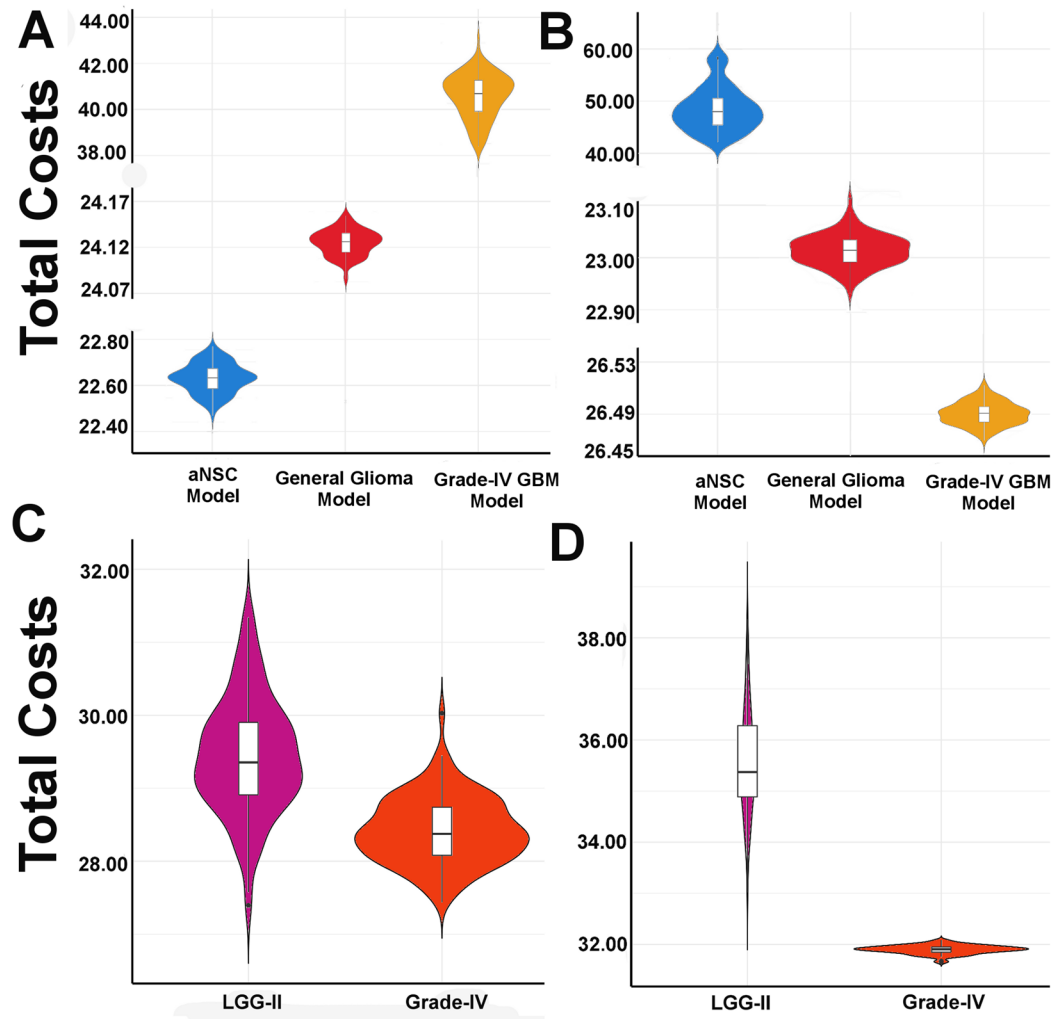 A
Total Costs
44.00
42.00
40.00
38.00
24.17
24.12
24.07
22.80
22.60
22.40
aNSC
Model
General Glioma
Model
Grade-IV GBM
Model
B
60.00
50.00
40.00
23.10
23.00
22.90
26.53
26.49
26.45
aNSC
Model
General Glioma
Model
Grade-IV GBM
Model
C
Total Costs
32.00
30.00
28.00
LGG-II
Grade-IV
D
38.00
36.00
34.00
32.00
LGG-II
Grade-IV